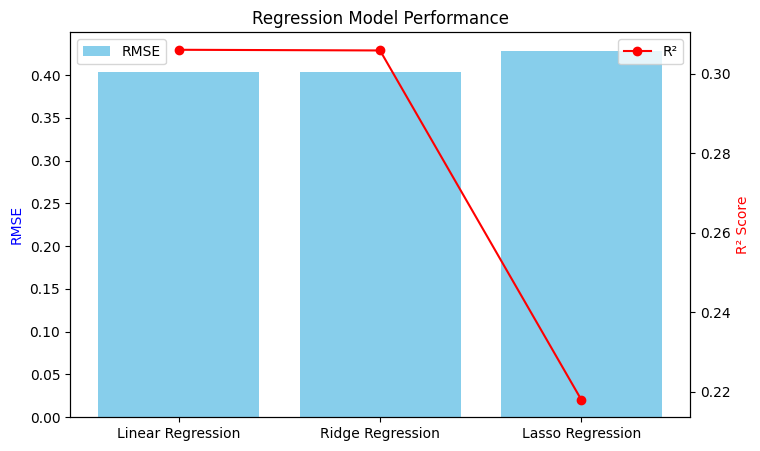 Regression Model Performance
RMSE
R²
0.40
0.35
0.30
0.25
0.20
0.15
0.10
0.05
0.00
RMSE
0.30
0.28
0.26
0.24
0.22
R² Score
Linear Regression
Ridge Regression
Lasso Regression